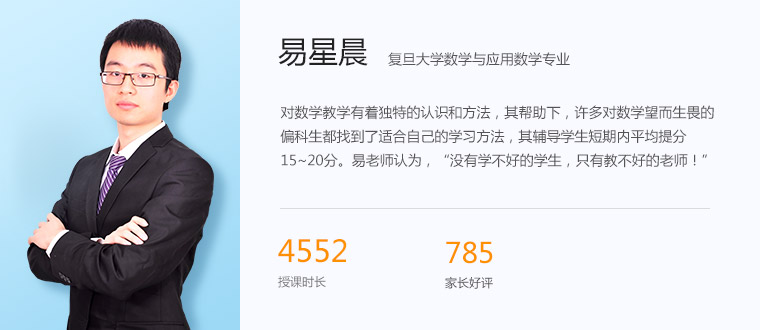 易星晨 复旦大学数学与应用数学专业
对数学教学有着独特的认识和方法，其帮助下，许多对数学望而生畏的
偏科生都找到了适合自己的学习方法，其辅导学生短期内平均提分
15~20分。易老师认为，“没有学不好的学生，只有教不好的老师！”
4552 785
授课时长 家长好评